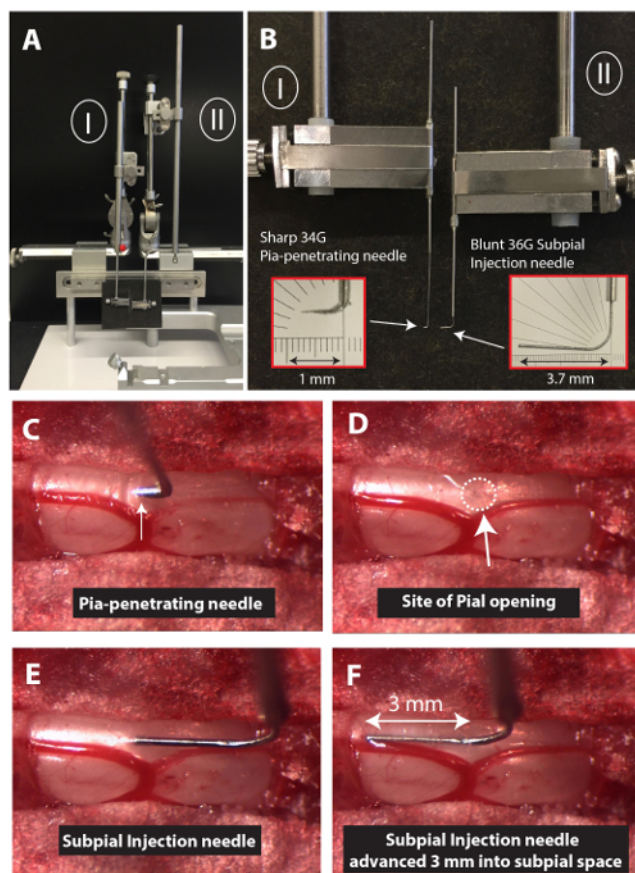 A
I
II
B
I
II
Sharp 34G
Pia-penetrating needle
Blunt 36G Subpial
Injection needle
1 mm
3.7 mm
C
Pia-penetrating needle
D
Site of Pial opening
E
Subpial Injection needle
F
3 mm
Subpial Injection needle
advanced 3 mm into subpial space